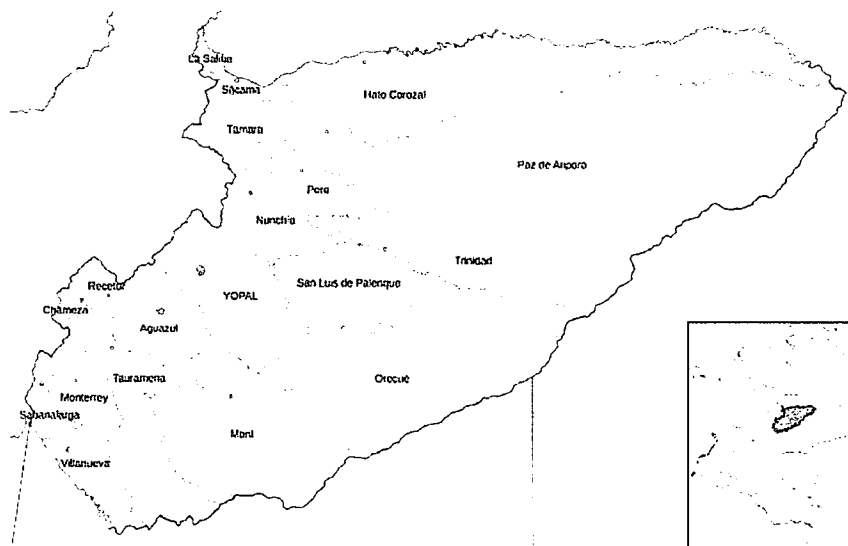 La Salina
Sácama
Hato Corozal
Támara
Paz de Ariporo
Pore
Nunchía
Trinidad
San Luis de Palenque
Recetor
YOPAL
Chámeza
Aguazul
Orocué
Tauramena
Monterrey
Sabanalarga
Maní
Villanueva